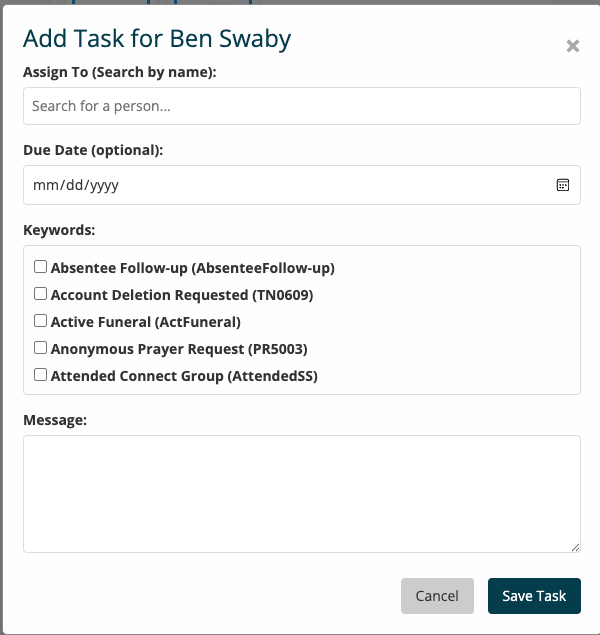 Add Task for Ben Swaby
×
Assign To (Search by name):
Search for a person...
Due Date (optional):
mm/dd/yyyy
Keywords:
Absentee Follow-up (AbsenteeFollow-up)
Account Deletion Requested (TN0609)
Active Funeral (ActFuneral)
Anonymous Prayer Request (PR5003)
Attended Connect Group (AttendedSS)
Message:
Cancel Save Task